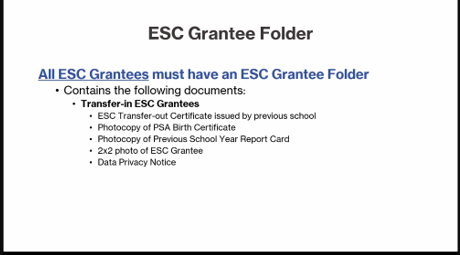 ESC Grantee Folder
All ESC Grantees must have an ESC Grantee Folder
• Contains the following documents:
• Transfer-in ESC Grantees
• ESC Transfer-out Certificate issued by previous school
• Photocopy of PSA Birth Certificate
• Photocopy of Previous School Year Report Card
• 2x2 photo of ESC Grantee
• Data Privacy Notice